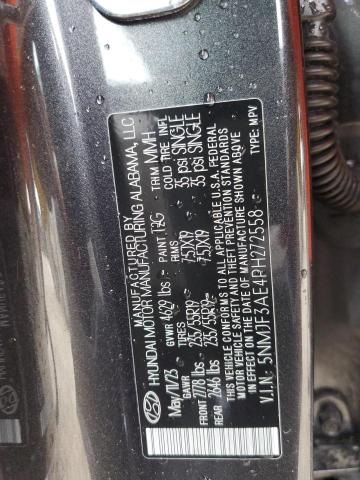 MANUFACTURED BY
HYUNDAI MOTOR MANUFACTURING ALABAMA, LLC
May/11/23 GVWR 4629 lbs PAINT T2G TRIM MMH
GAWR TIRES RIMS COLD TIRE INFL
FRONT 2778 lbs 235/55R19 7.5JX19 35 psi SINGLE
REAR 2646 lbs 235/55R19 7.5JX19 35 psi SINGLE
THIS VEHICLE CONFORMS TO ALL APPLICABLE U.S.A. FEDERAL
MOTOR VEHICLE SAFETY AND THEFT PREVENTION STANDARDS
IN EFFECT ON THE DATE OF MANUFACTURE SHOWN ABOVE.
V.I.N.: 5NMJF3AE4PH272558 TYPE: MPV